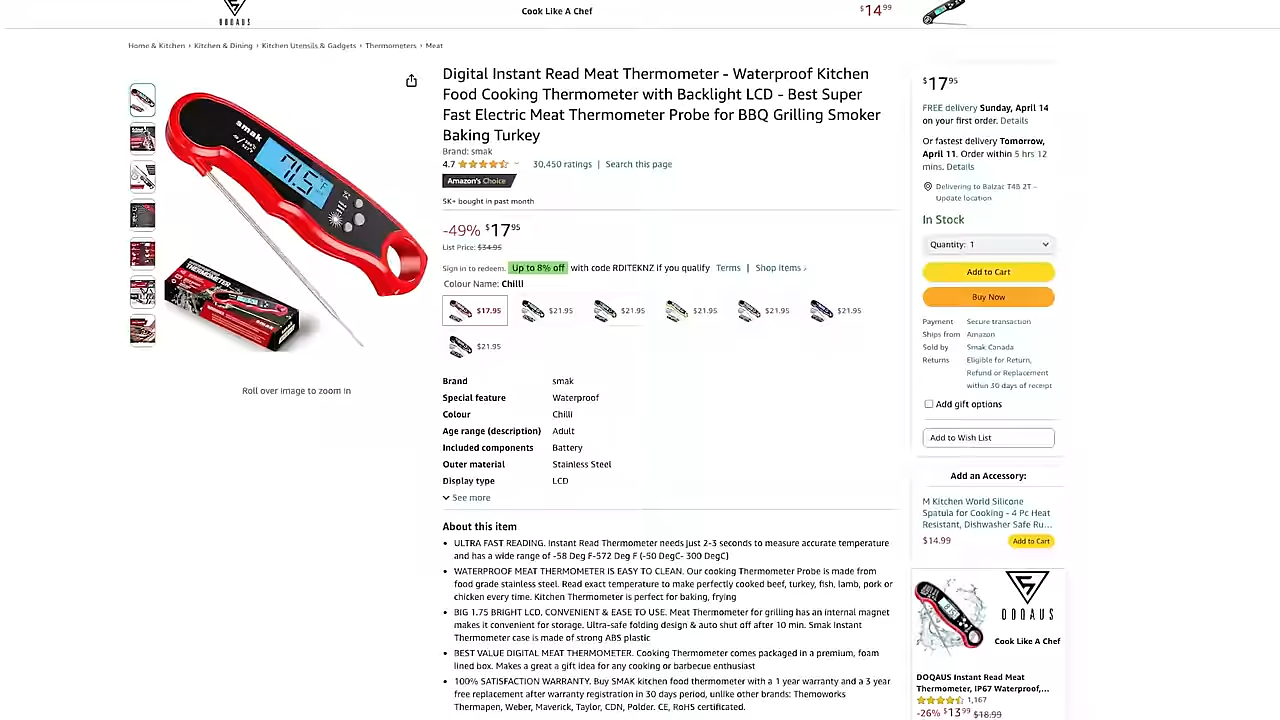 DOQAUS
Cook Like A Chef
$14⁹⁹
Home & Kitchen › Kitchen & Dining › Kitchen Utensils & Gadgets › Thermometers › Meat
smak
71.5
THERMOMETER
smak
Roll over image to zoom in
Digital Instant Read Meat Thermometer - Waterproof Kitchen
Food Cooking Thermometer with Backlight LCD - Best Super
Fast Electric Meat Thermometer Probe for BBQ Grilling Smoker
Baking Turkey
Brand: smak
4.7 30,450 ratings | Search this page
Amazon's Choice
5K+ bought in past month
-49% $17⁹⁵
List Price: $34.95
Sign in to redeem. Up to 8% off with code RDITEKNZ if you qualify Terms | Shop items ›
Colour Name: Chilli
$17.95 $21.95 $21.95 $21.95 $21.95 $21.95
$21.95
Brand smak
Special feature Waterproof
Colour Chilli
Age range (description) Adult
Included components Battery
Outer material Stainless Steel
Display type LCD
See more
About this item
• ULTRA FAST READING. Instant Read Thermometer needs just 2-3 seconds to measure accurate temperature
and has a wide range of -58 Deg F-572 Deg F (-50 DegC- 300 DegC)
• WATERPROOF MEAT THERMOMETER IS EASY TO CLEAN. Our cooking Thermometer Probe is made from
food grade stainless steel. Read exact temperature to make perfectly cooked beef, turkey, fish, lamb, pork or
chicken every time. Kitchen Thermometer is perfect for baking, frying
• BIG 1.75 BRIGHT LCD, CONVENIENT & EASE TO USE. Meat Thermometer for grilling has an internal magnet
makes it convenient for storage. Ultra-safe folding design & auto shut off after 10 min. Smak Instant
Thermometer case is made of strong ABS plastic
• BEST VALUE DIGITAL MEAT THERMOMETER. Cooking Thermometer comes packaged in a premium, foam
lined box. Makes a great a gift idea for any cooking or barbecue enthusiast
• 100% SATISFACTION WARRANTY. Buy SMAK kitchen food thermometer with a 1 year warranty and a 3 year
free replacement after warranty registration in 30 days period, unlike other brands: Themoworks
Thermapen, Weber, Maverick, Taylor, CDN, Polder. CE, RoHS certificated.
$17⁹⁵
FREE delivery Sunday, April 14
on your first order. Details
Or fastest delivery Tomorrow,
April 11. Order within 5 hrs 12
mins. Details
Delivering to Balzac T4B 2T –
Update location
In Stock
Quantity: 1
Add to Cart
Buy Now
Payment Secure transaction
Ships from Amazon
Sold by Smak Canada
Returns Eligible for Return,
Refund or Replacement
within 30 days of receipt
Add gift options
Add to Wish List
Add an Accessory:
M Kitchen World Silicone
Spatula for Cooking - 4 Pc Heat
Resistant, Dishwasher Safe Ru...
$14.99 Add to Cart
DOQAUS
Cook Like A Chef
DOQAUS Instant Read Meat
Thermometer, IP67 Waterproof,...
1,167
-26% $13⁹⁹ $18.99